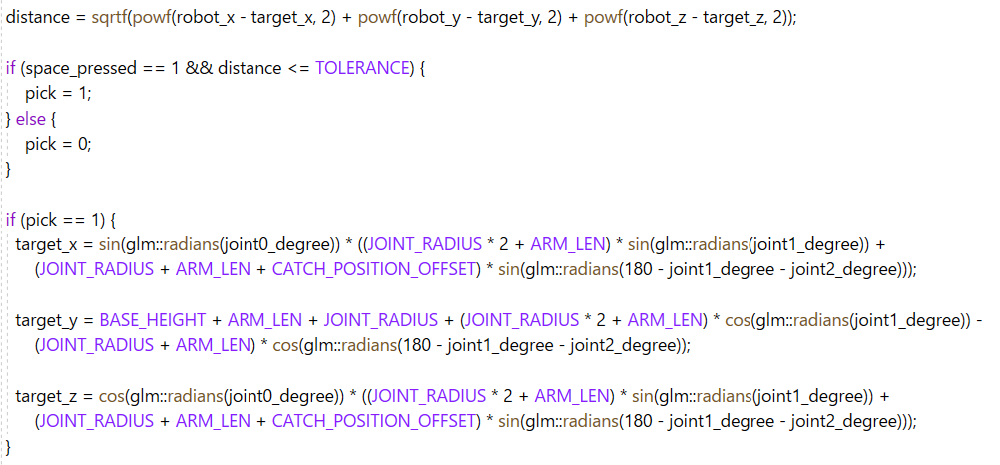 distance = sqrtf(powf(robot_x - target_x, 2) + powf(robot_y - target_y, 2) + powf(robot_z - target_z, 2));
if (space_pressed == 1 && distance <= TOLERANCE) {
pick = 1;
} else {
pick = 0;
}
if (pick == 1) {
target_x = sin(glm::radians(joint0_degree)) * ((JOINT_RADIUS * 2 + ARM_LEN) * sin(glm::radians(joint1_degree)) +
(JOINT_RADIUS + ARM_LEN + CATCH_POSITION_OFFSET) * sin(glm::radians(180 - joint1_degree - joint2_degree)));
target_y = BASE_HEIGHT + ARM_LEN + JOINT_RADIUS + (JOINT_RADIUS * 2 + ARM_LEN) * cos(glm::radians(joint1_degree)) -
(JOINT_RADIUS + ARM_LEN) * cos(glm::radians(180 - joint1_degree - joint2_degree));
target_z = cos(glm::radians(joint0_degree)) * ((JOINT_RADIUS * 2 + ARM_LEN) * sin(glm::radians(joint1_degree)) +
(JOINT_RADIUS + ARM_LEN + CATCH_POSITION_OFFSET) * sin(glm::radians(180 - joint1_degree - joint2_degree)));
}